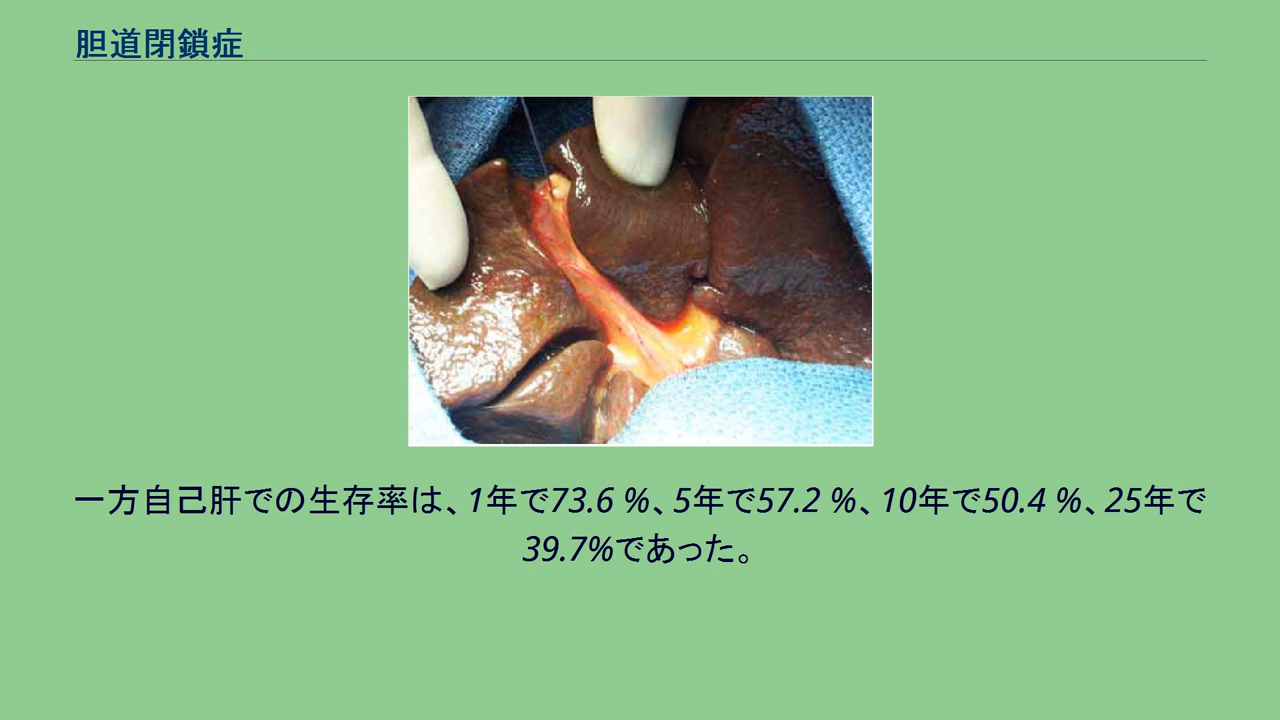 胆道閉鎖症
一方自己肝での生存率は、1年で73.6 %、5年で57.2 %、10年で50.4 %、25年で
39.7%であった。